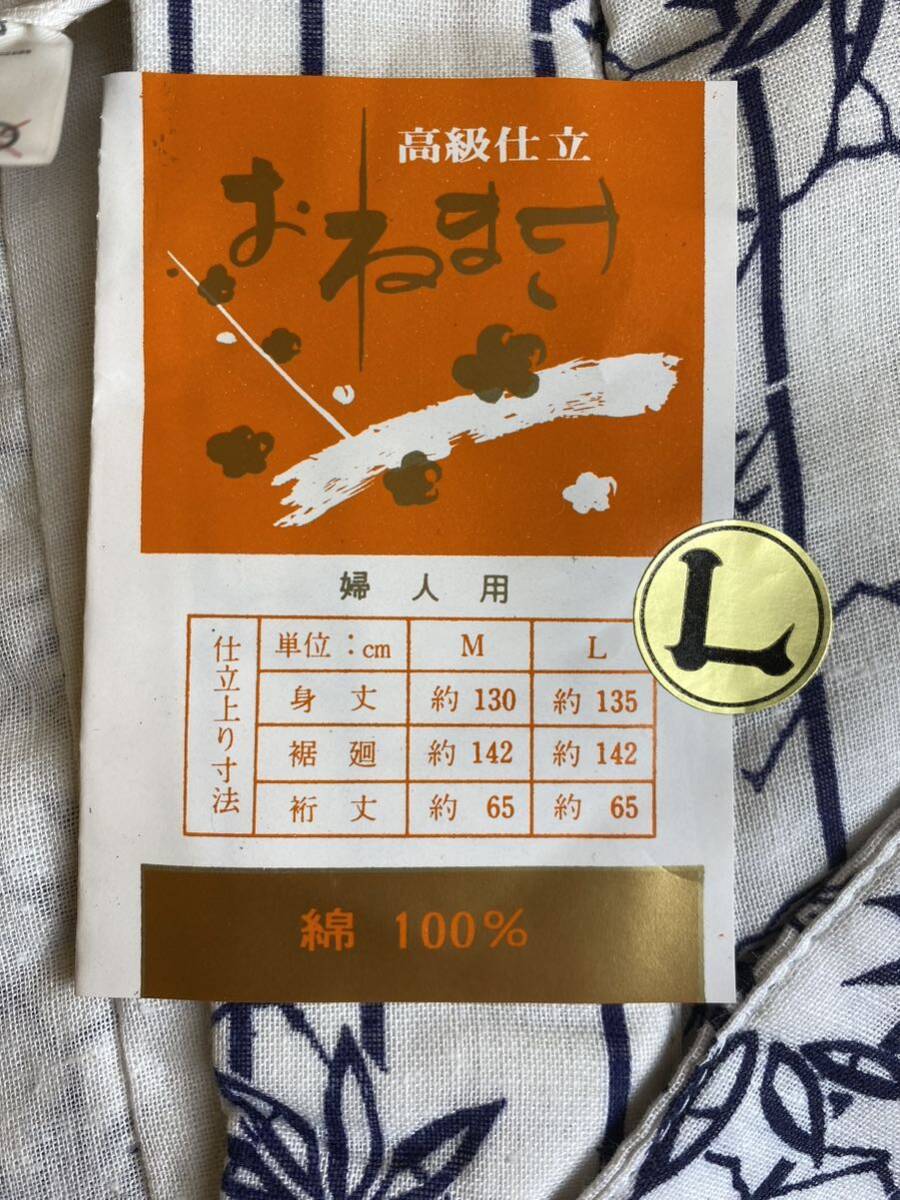 高級仕立
おねまき
婦人用
仕立上り寸法
単位:cm M L
身丈 約 130 約 135
裾廻 約 142 約 142
裄丈 約 65 約 65
綿 100%
L